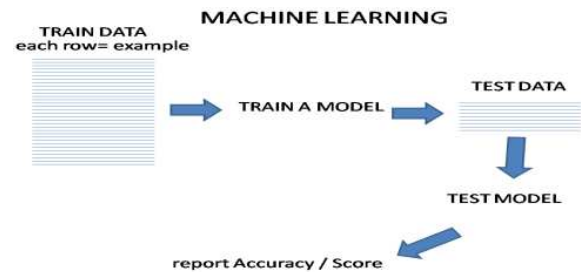 MACHINE LEARNING
TRAIN DATA
each row= example
TRAIN A MODEL
TEST DATA
TEST MODEL
report Accuracy / Score